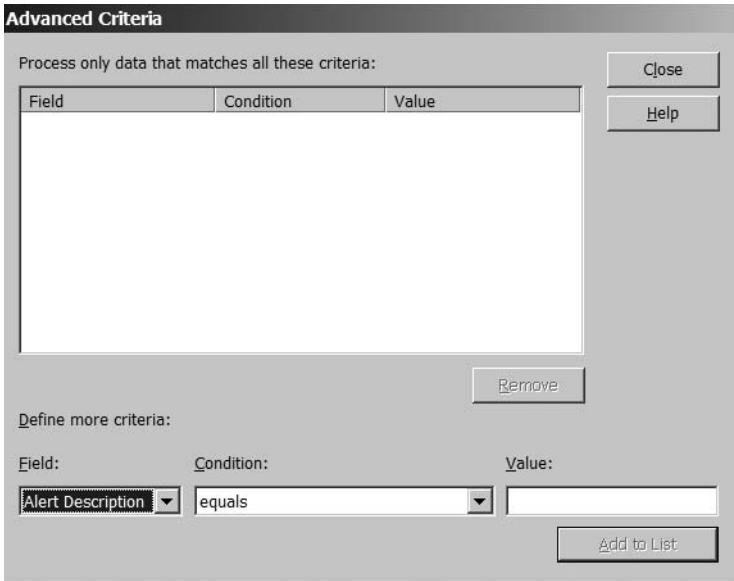 Advanced Criteria
Process only data that matches all these criteria:
Close
Help
Field Condition Value
Remove
Define more criteria:
Field: Condition: Value:
Alert Description equals
Add to List